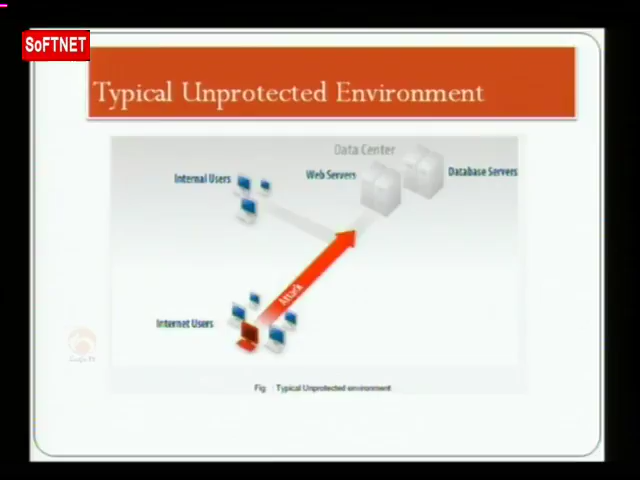 SoFTNET
Typical Unprotected Environment
Data Center
Internal Users
Web Servers
Database Servers
Attack
Internet Users
Fig: Typical Unprotected environment